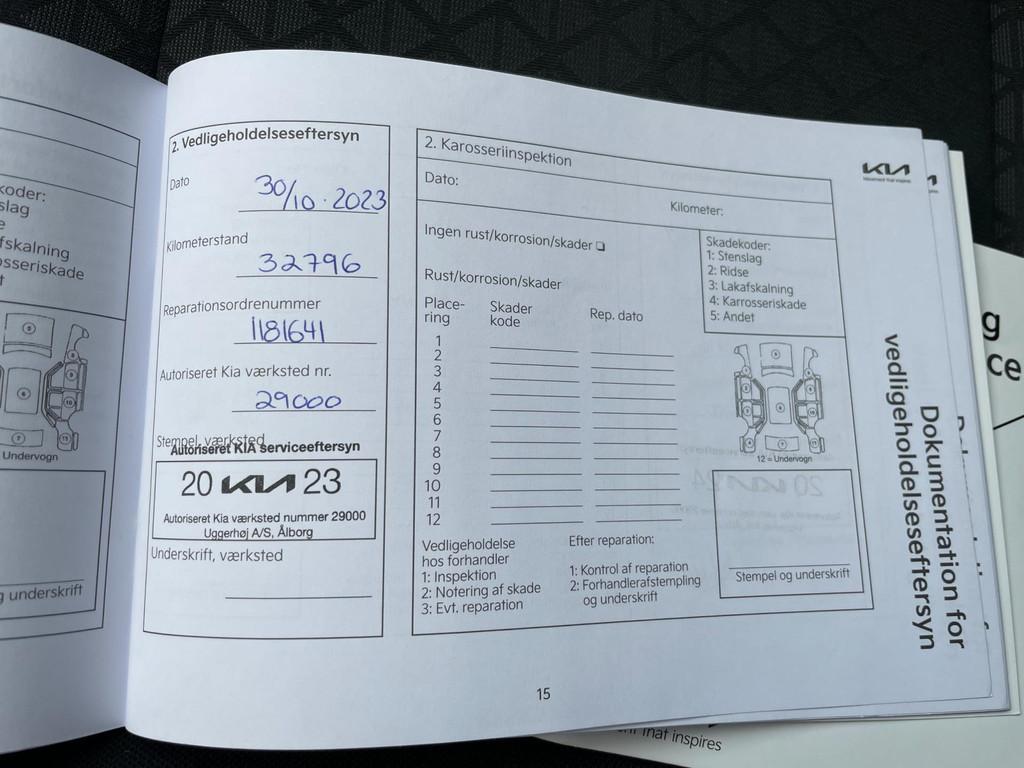 koder:
slag
fskalning
osseriskade
Undervogn
g underskrift
2. Vedligeholdelseseftersyn
Dato
30/10.2023
Kilometerstand
32796
Reparationsordrenummer
1181641
Autoriseret Kia værksted nr.
29000
Stempel, værksted
Autoriseret KIA serviceeftersyn
20 KIA 23
Autoriseret Kia værksted nummer 29000
Uggerhøj A/S, Ålborg
Underskrift, værksted
2. Karosseriinspektion
Dato:
Kilometer:
Ingen rust/korrosion/skader ❏
Rust/korrosion/skader
Place-
ring
Skader
kode
Rep. dato
1
2
3
4
5
6
7
8
9
10
11
12
Skadekoder:
1: Stenslag
2: Ridse
3: Lakafskalning
4: Karrosseriskade
5: Andet
12 = Undervogn
Vedligeholdelse
hos forhandler
1: Inspektion
2: Notering af skade
3: Evt. reparation
Efter reparation:
1: Kontrol af reparation
2: Forhandlerafstempling
og underskrift
Stempel og underskrift
KIA
Dokumentation for
vedligeholdelseseftersyn
15
g
ce
that inspires